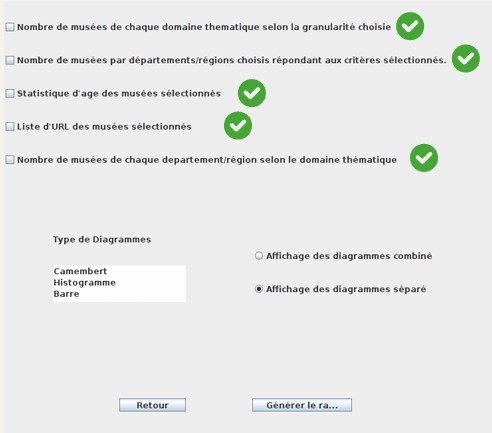 Nombre de musées de chaque domaine thematique selon la granularité choisie
Nombre de musées par départements/régions choisis répondant aux critères sélectionnés.
Statistique d'age des musées sélectionnés
Liste d'URL des musées sélectionnés
Nombre de musées de chaque departement/région selon le domaine thématique
Type de Diagrammes
Camembert
Histogramme
Barre
Affichage des diagrammes combiné
Affichage des diagrammes séparé
Retour
Générer le ra...